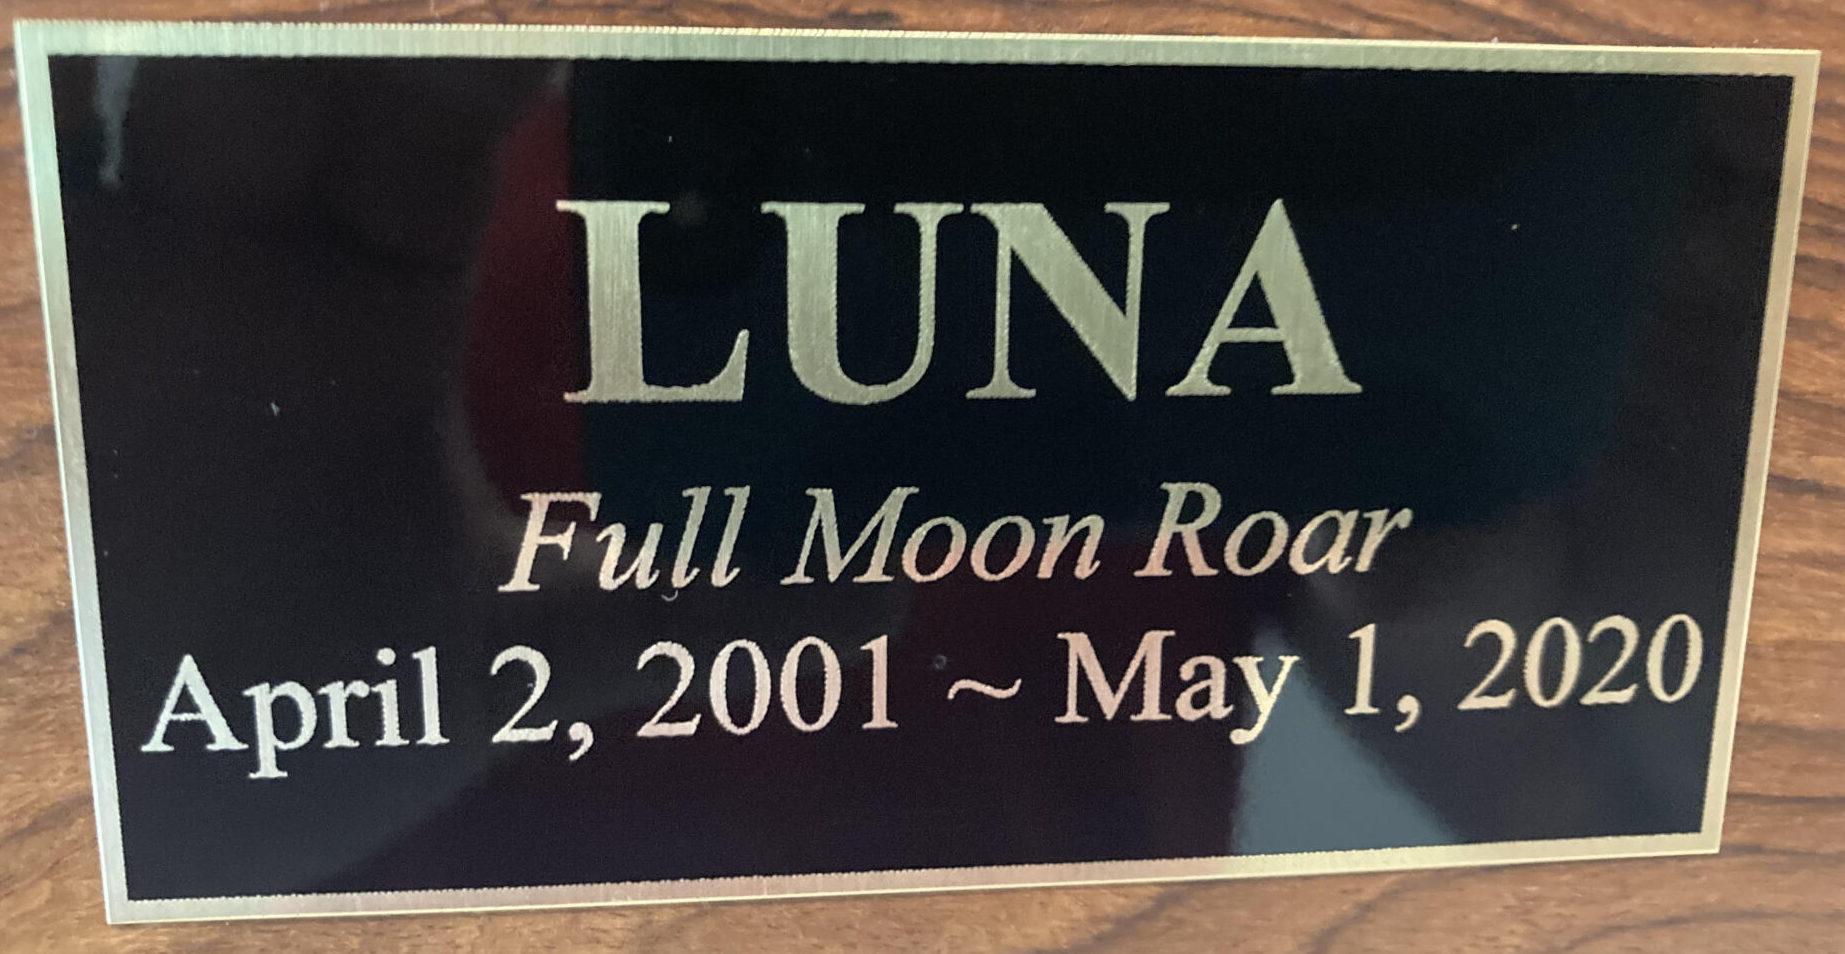 LUNA
Full Moon Roar
April 2, 2001 ~ May 1, 2020